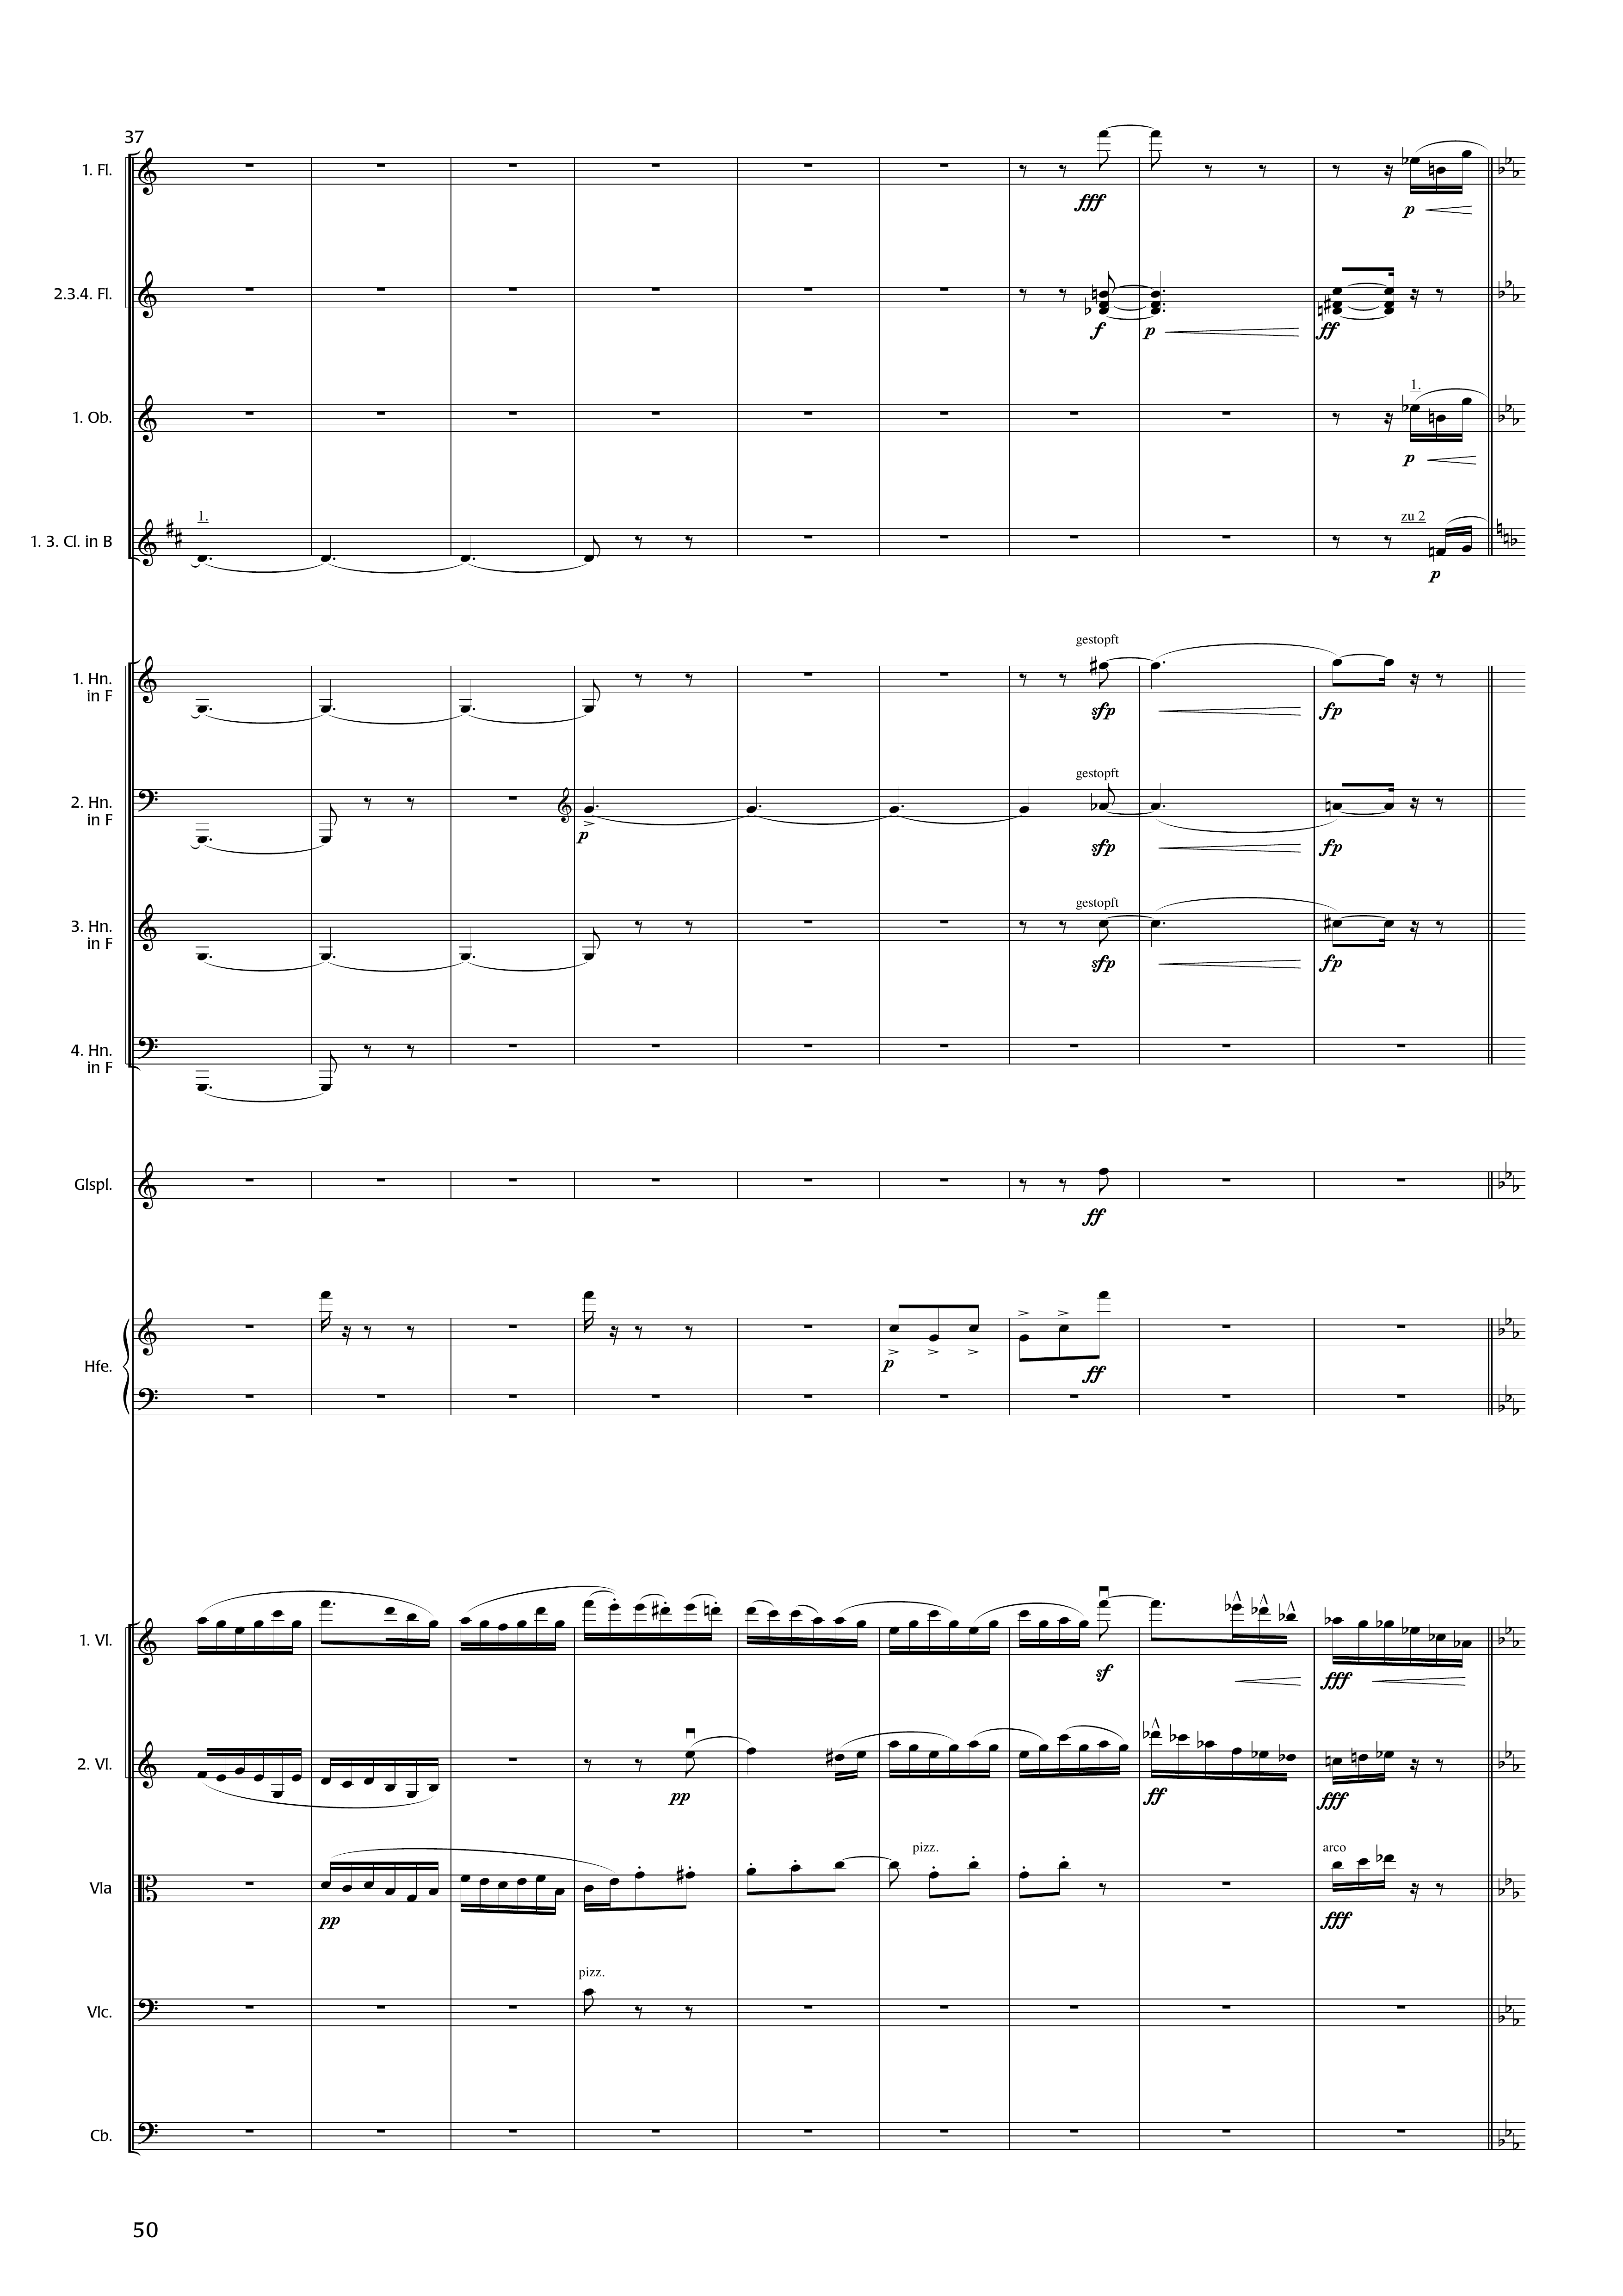 37
1. Fl.
fff
p
2.3.4. Fl.
f
p
ff
1.
1. Ob.
p
1.
zu 2
1. 3. Cl. in B
p
gestopft
1. Hn.
in F
sfp
fp
gestopft
2. Hn.
in F
p
sfp
fp
gestopft
3. Hn.
in F
sfp
fp
4. Hn.
in F
Glspl.
ff
Hfe.
p
ff
1. Vl.
sf
fff
2. Vl.
pp
ff
fff
pizz.
arco
Vla
pp
fff
pizz.
Vlc.
Cb.
50